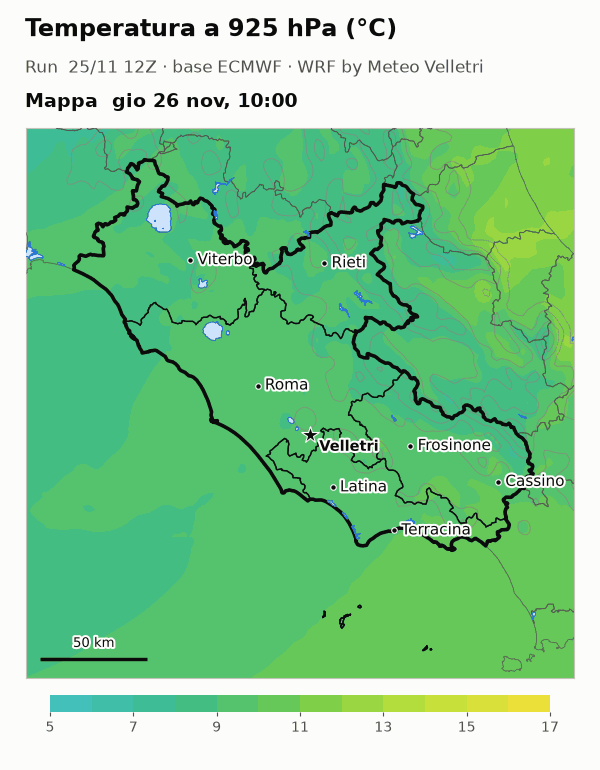 Temperatura a 925 hPa (°C)
Run  25/11 12Z · base ECMWF · WRF by Meteo Velletri
Mappa  gio 26 nov, 10:00
Viterbo
Rieti
Roma
Velletri
Frosinone
Cassino
Latina
Terracina
50 km
5 7 9 11 13 15 17